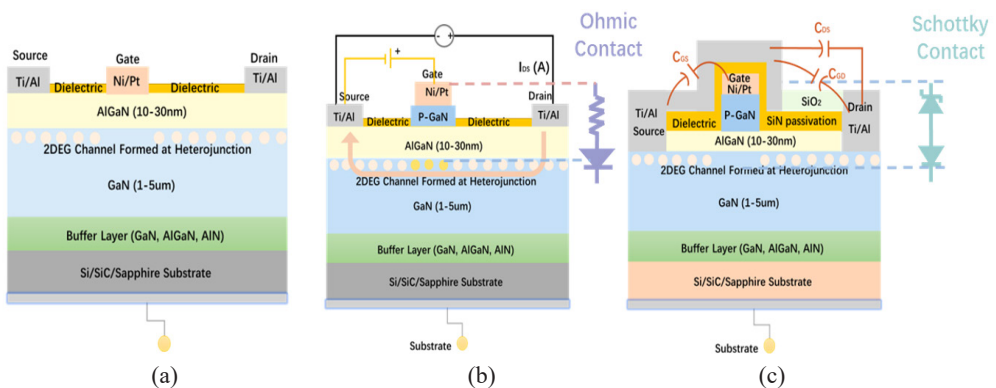 Source
Gate
Drain
Ti/Al
Ni/Pt
Ti/Al
Dielectric
Dielectric
AlGaN (10-30nm)
2DEG Channel Formed at Heterojunction
GaN (1-5um)
Buffer Layer (GaN, AlGaN, AlN)
Si/SiC/Sapphire Substrate
(a)
- +
+
IDS (A)
Ohmic
Contact
Gate
Ni/Pt
Source
Drain
Ti/Al
P-GaN
Ti/Al
Dielectric
Dielectric
AlGaN (10-30nm)
2DEG Channel Formed at Heterojunction
GaN (1-5um)
Buffer Layer (GaN, AlGaN, AlN)
Si/SiC/Sapphire Substrate
Substrate
(b)
Schottky
Contact
CDS
CGS
CGD
Gate
Ni/Pt
SiO2
Drain
Ti/Al
Source
Dielectric
P-GaN
SiN passivation
Ti/Al
AlGaN (10-30nm)
2DEG Channel Formed at Heterojunction
GaN (1-5um)
Buffer Layer (GaN, AlGaN, AlN)
Si/SiC/Sapphire Substrate
Substrate
(c)